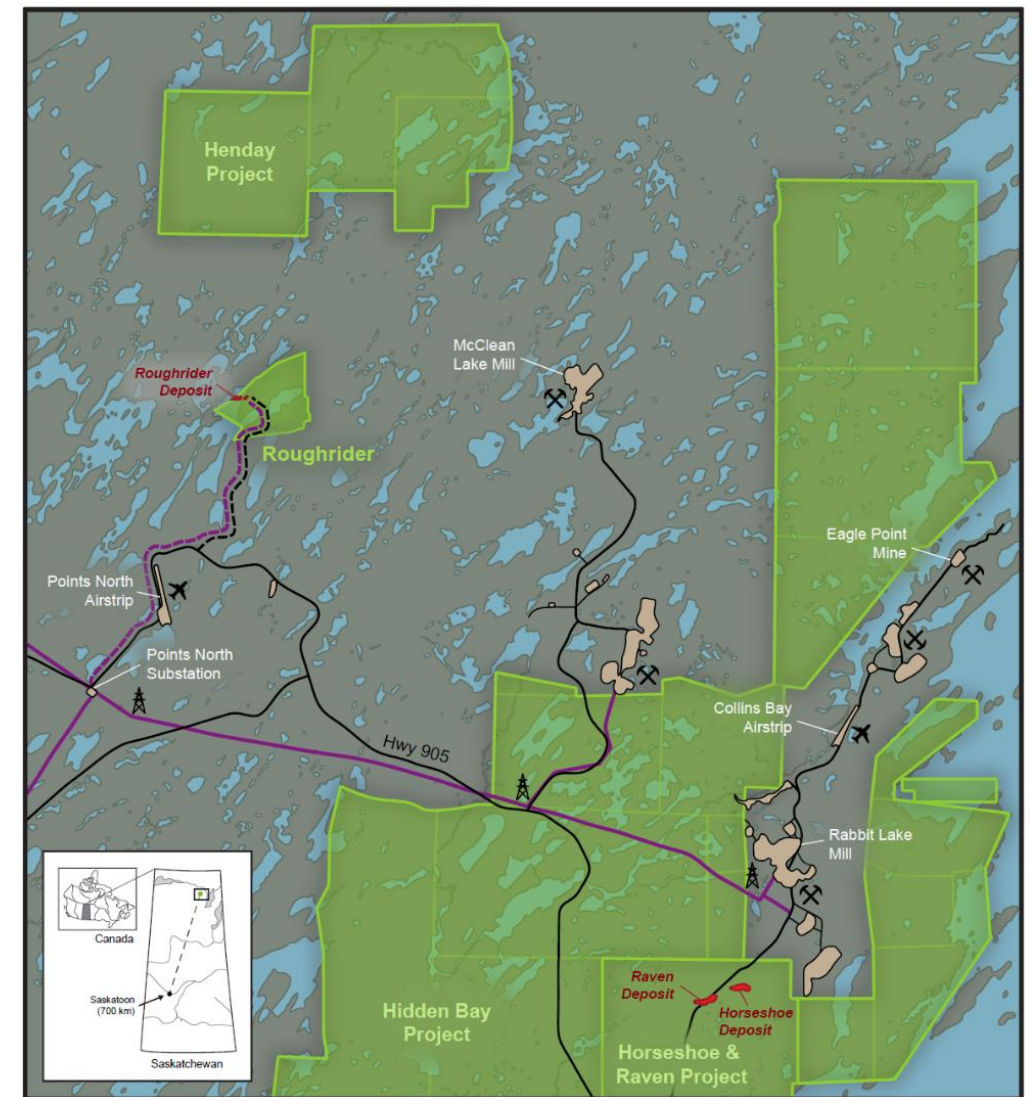 Henday
Project
McClean
Lake Mill
Roughrider
Deposit
Roughrider
Eagle Point
Mine
Points North
Airstrip
Points North
Substation
Collins Bay
Airstrip
Hwy 905
Rabbit Lake
Mill
Canada
Saskatoon
(700 km)
Saskatchewan
Raven
Deposit
Horseshoe
Deposit
Hidden Bay
Project
Horseshoe &
Raven Project